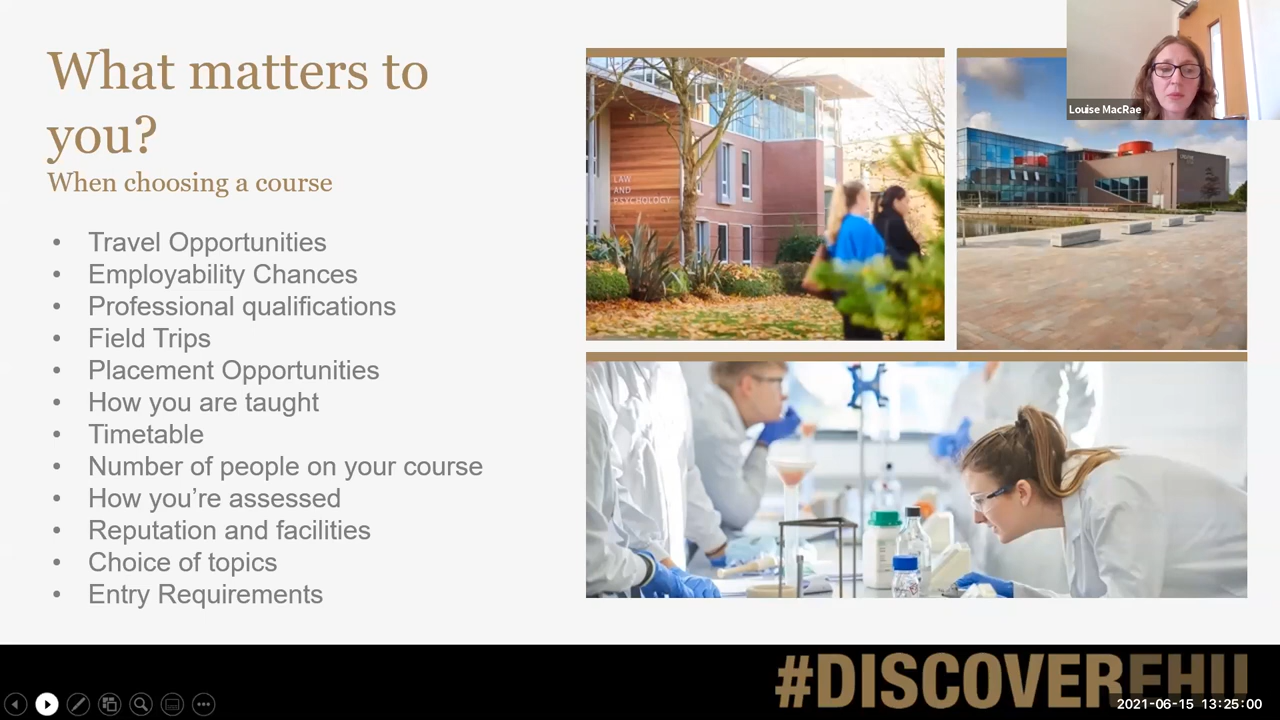 What matters to
you?
When choosing a course
• Travel Opportunities
• Employability Chances
• Professional qualifications
• Field Trips
• Placement Opportunities
• How you are taught
• Timetable
• Number of people on your course
• How you’re assessed
• Reputation and facilities
• Choice of topics
• Entry Requirements
LAW
AND
PSYCHOLOGY
Louise MacRae
#DISCOVEREHU
2021-06-15 13:25:00